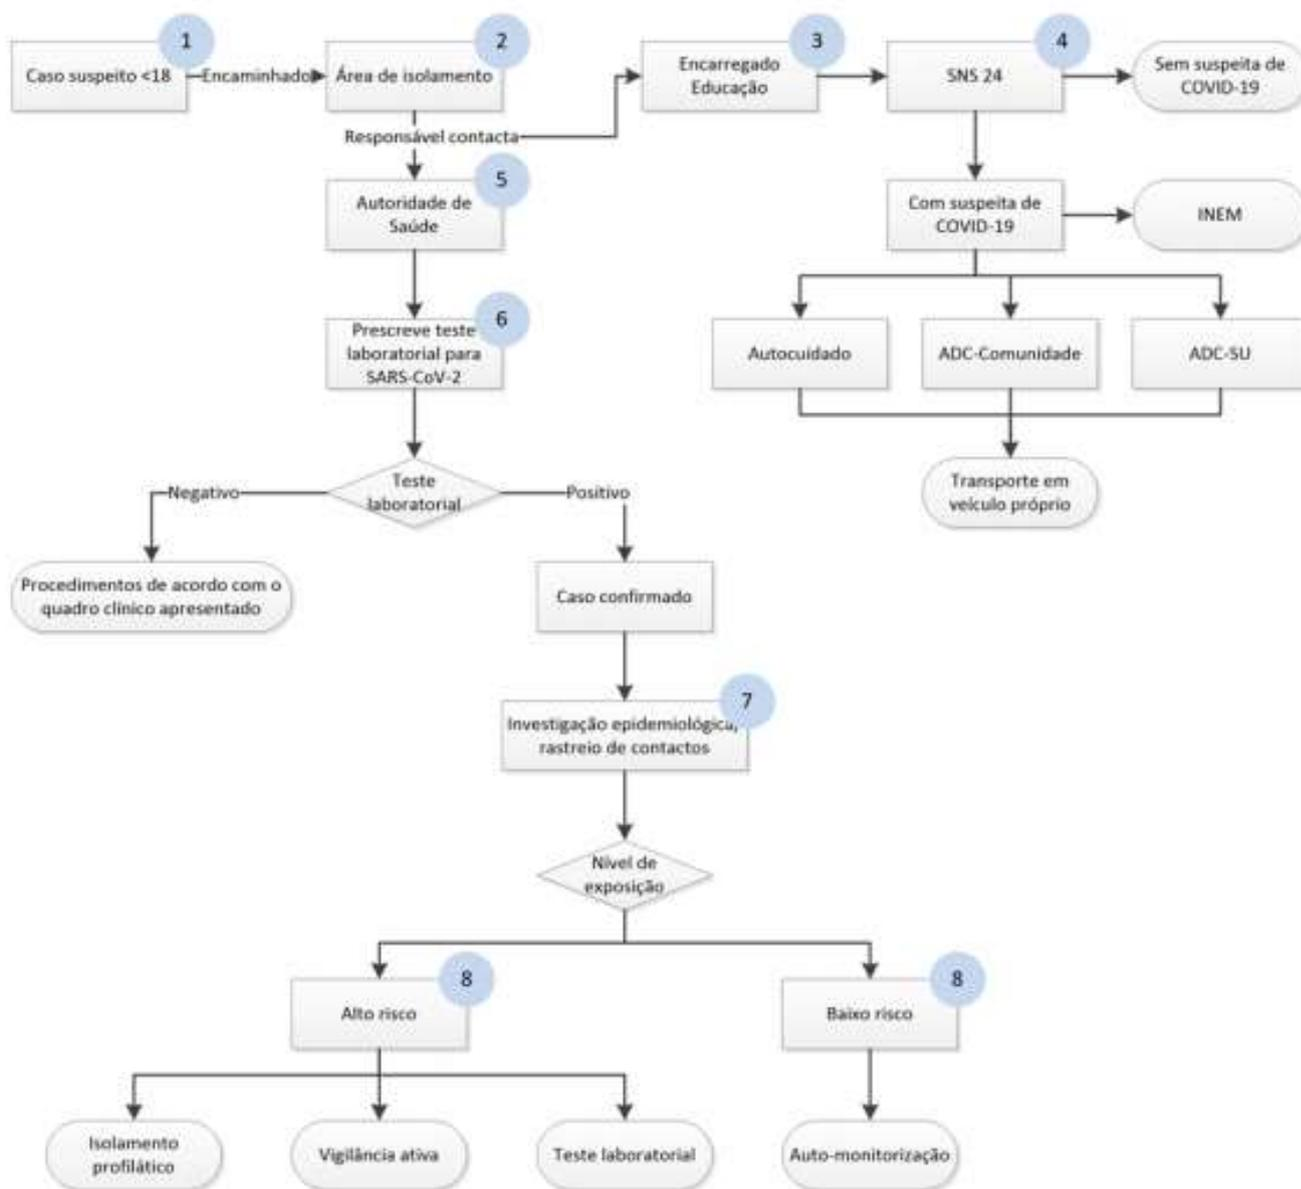 1
Caso suspeito <18
Encaminhado
2
Área de isolamento
3
Encarregado
Educação
4
SNS 24
Sem suspeita de
COVID-19
Responsável contacta
5
Autoridade de
Saúde
Com suspeita de
COVID-19
INEM
6
Prescreve teste
laboratorial para
SARS-CoV-2
Autocuidado
ADC-Comunidade
ADC-SU
Transporte em
veículo próprio
Negativo
Teste
laboratorial
Positivo
Procedimentos de acordo com o
quadro clínico apresentado
Caso confirmado
7
Investigação epidemiológica,
rastreio de contactos
Nível de
exposição
8
Alto risco
8
Baixo risco
Isolamento
profilático
Vigilância ativa
Teste laboratorial
Auto-monitorização